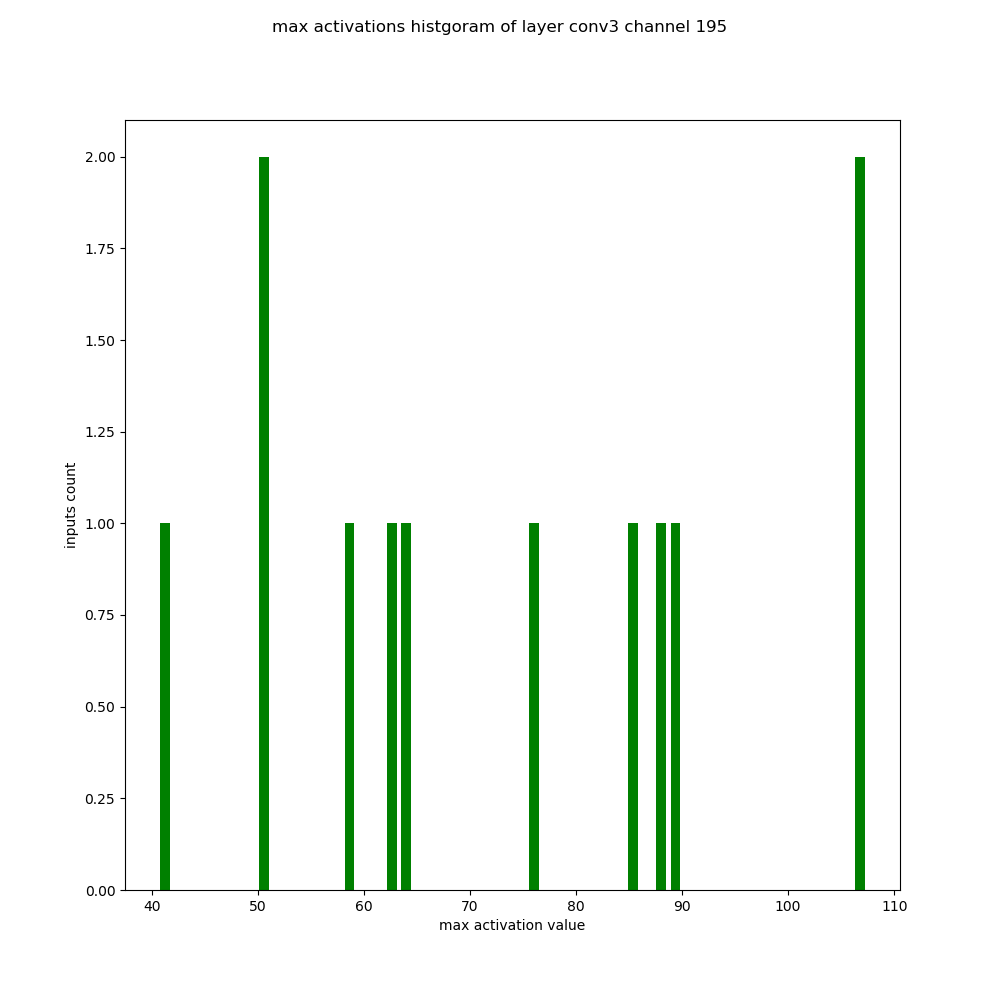 max activations histgoram of layer conv3 channel 195
2.00
1.75
1.50
1.25
1.00
0.75
0.50
0.25
0.00
inputs count
40 50 60 70 80 90 100 110
max activation value